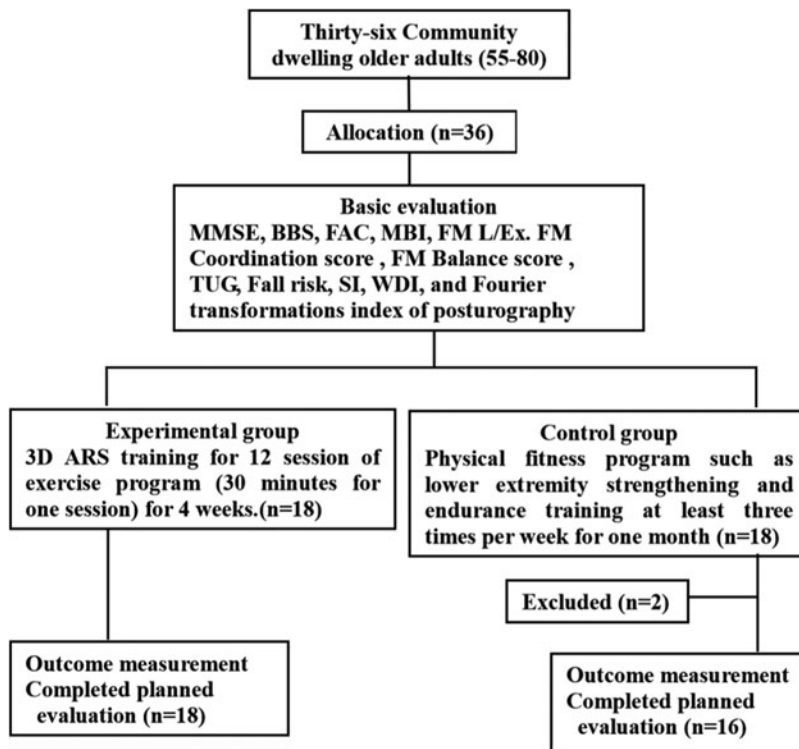 Thirty-six Community
dwelling older adults (55-80)
Allocation (n=36)
Basic evaluation
MMSE, BBS, FAC, MBI, FM L/Ex. FM
Coordination score , FM Balance score ,
TUG, Fall risk, SI, WDI, and Fourier
transformations index of posturography
Experimental group
3D ARS training for 12 session of
exercise program (30 minutes for
one session) for 4 weeks.(n=18)
Control group
Physical fitness program such as
lower extremity strengthening and
endurance training at least three
times per week for one month (n=18)
Excluded (n=2)
Outcome measurement
Completed planned
evaluation (n=18)
Outcome measurement
Completed planned
evaluation (n=16)